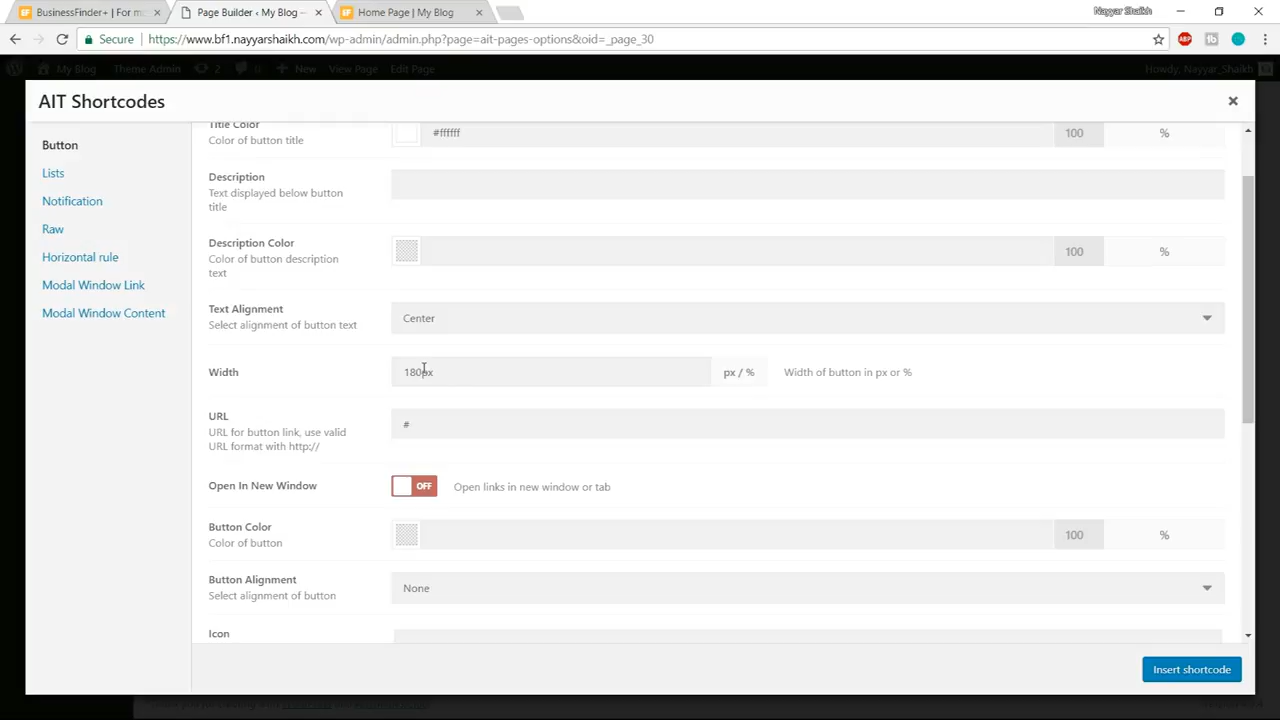 BusinessFinder+ | For m
Page Builder ‹ My Blog —
Home Page | My Blog
Nayyar Shaikh
Secure
https://www.bf1.nayyarshaikh.com/wp-admin/admin.php?page=ait-pages-options&oid=_page_30
My Blog
Theme Admin
2
0
New
View Page
Edit Page
Howdy, Nayyar_Shaikh
AIT Shortcodes
Button
Lists
Notification
Raw
Horizontal rule
Modal Window Link
Modal Window Content
Title Color
Color of button title
#ffffff
100
%
Description
Text displayed below button
title
Description Color
Color of button description
text
100
%
Text Alignment
Select alignment of button text
Center
Width
180px
px / %
Width of button in px or %
URL
URL for button link, use valid
URL format with http://
#
Open In New Window
OFF
Open links in new window or tab
Button Color
Color of button
100
%
Button Alignment
Select alignment of button
None
Icon
Insert shortcode